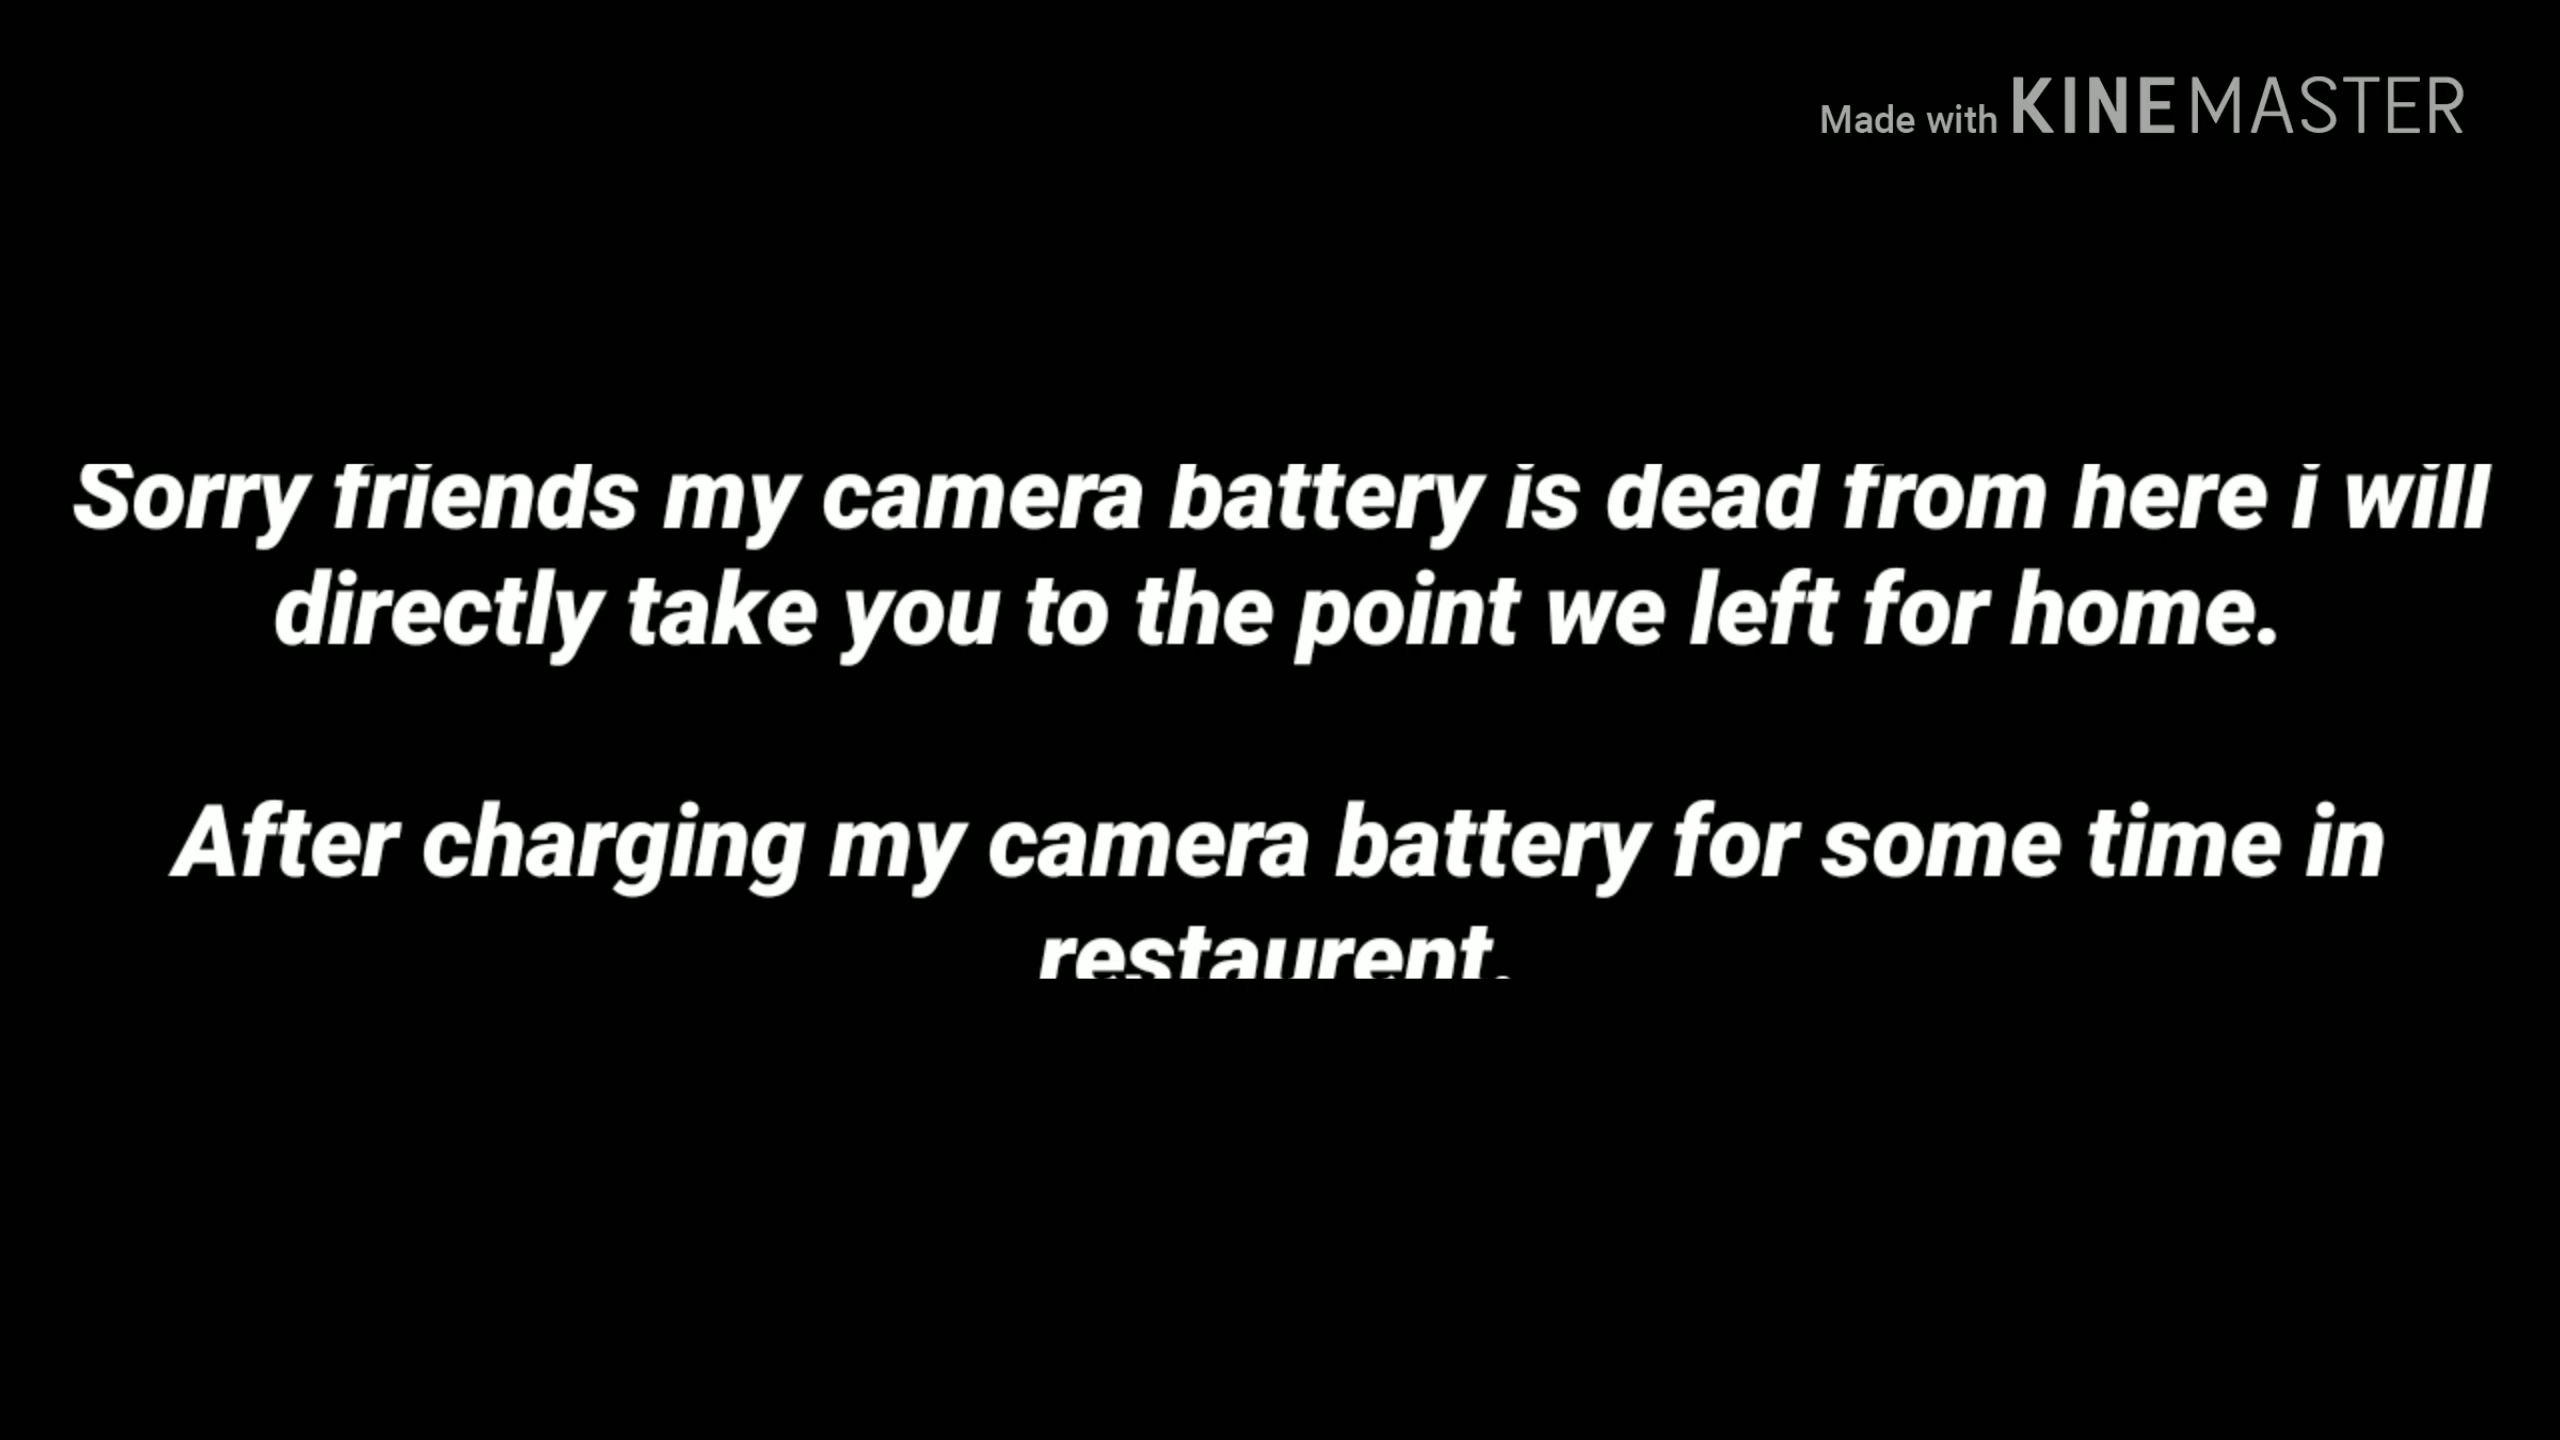 Made with KINEMASTER
Sorry friends my camera battery is dead from here i will
directly take you to the point we left for home.
After charging my camera battery for some time in
restaurent.